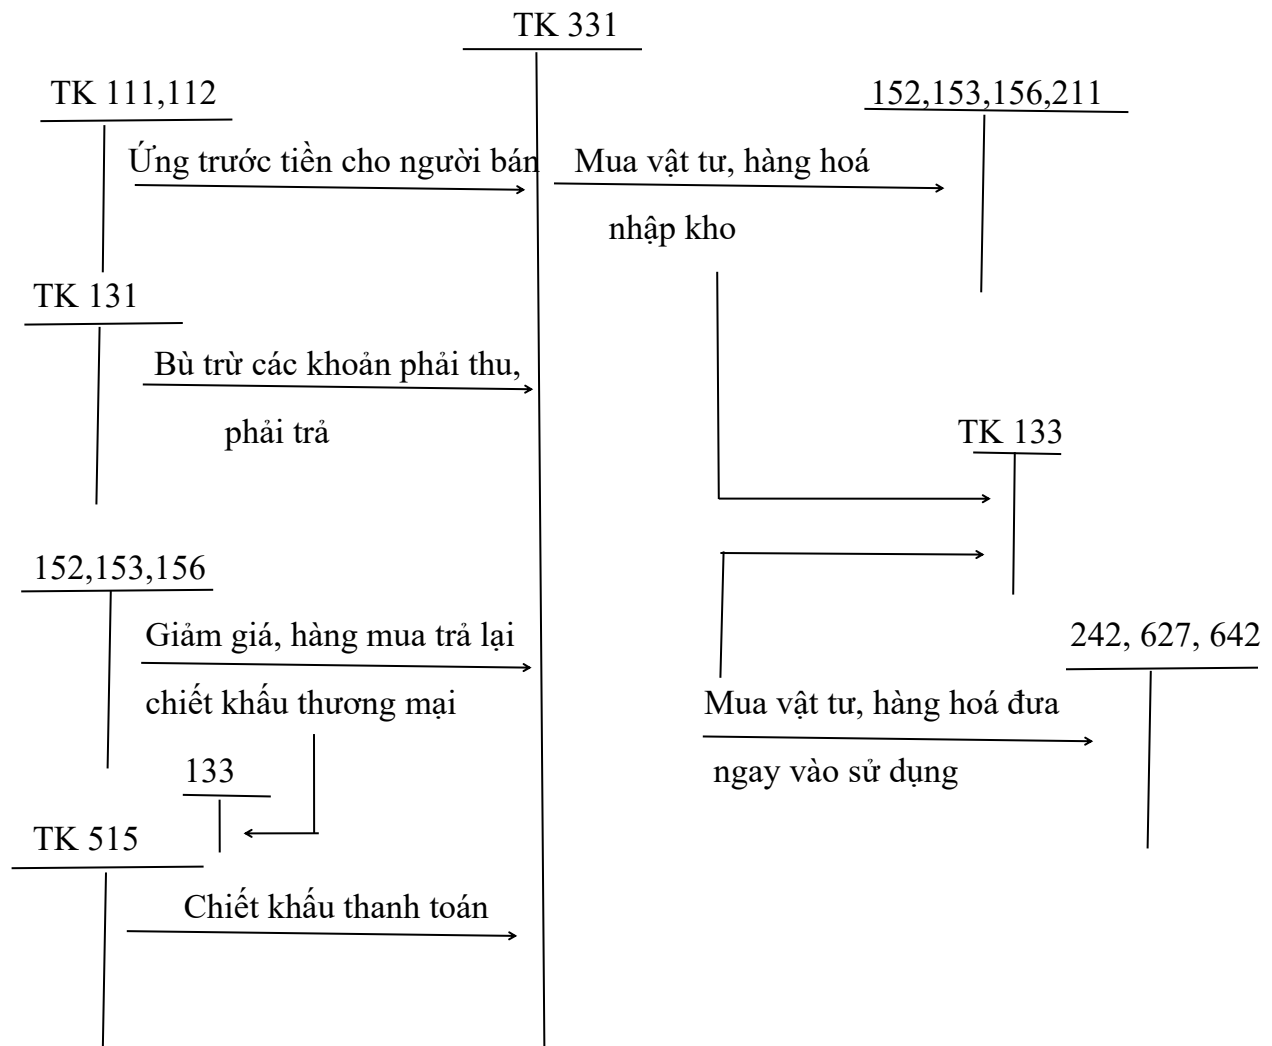 TK 331
TK 111,112
152,153,156,211
Ứng trước tiền cho người bán
Mua vật tư, hàng hoá
nhập kho
TK 131
Bù trừ các khoản phải thu,
phải trả
TK 133
152,153,156
Giảm giá, hàng mua trả lại
242, 627, 642
chiết khấu thương mại
Mua vật tư, hàng hoá đưa
133
ngay vào sử dụng
TK 515
Chiết khấu thanh toán